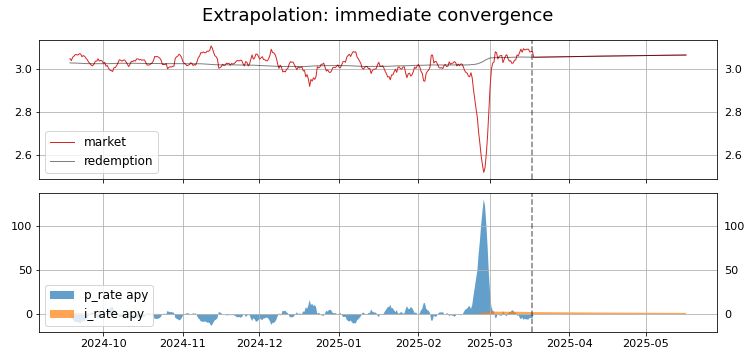 Extrapolation: immediate convergence
3.0 3.0
2.8 2.8
2.6 2.6
market
redemption
100 100
50 50
0 0
p_rate apy
i_rate apy
2024-10 2024-11 2024-12 2025-01 2025-02 2025-03 2025-04 2025-05